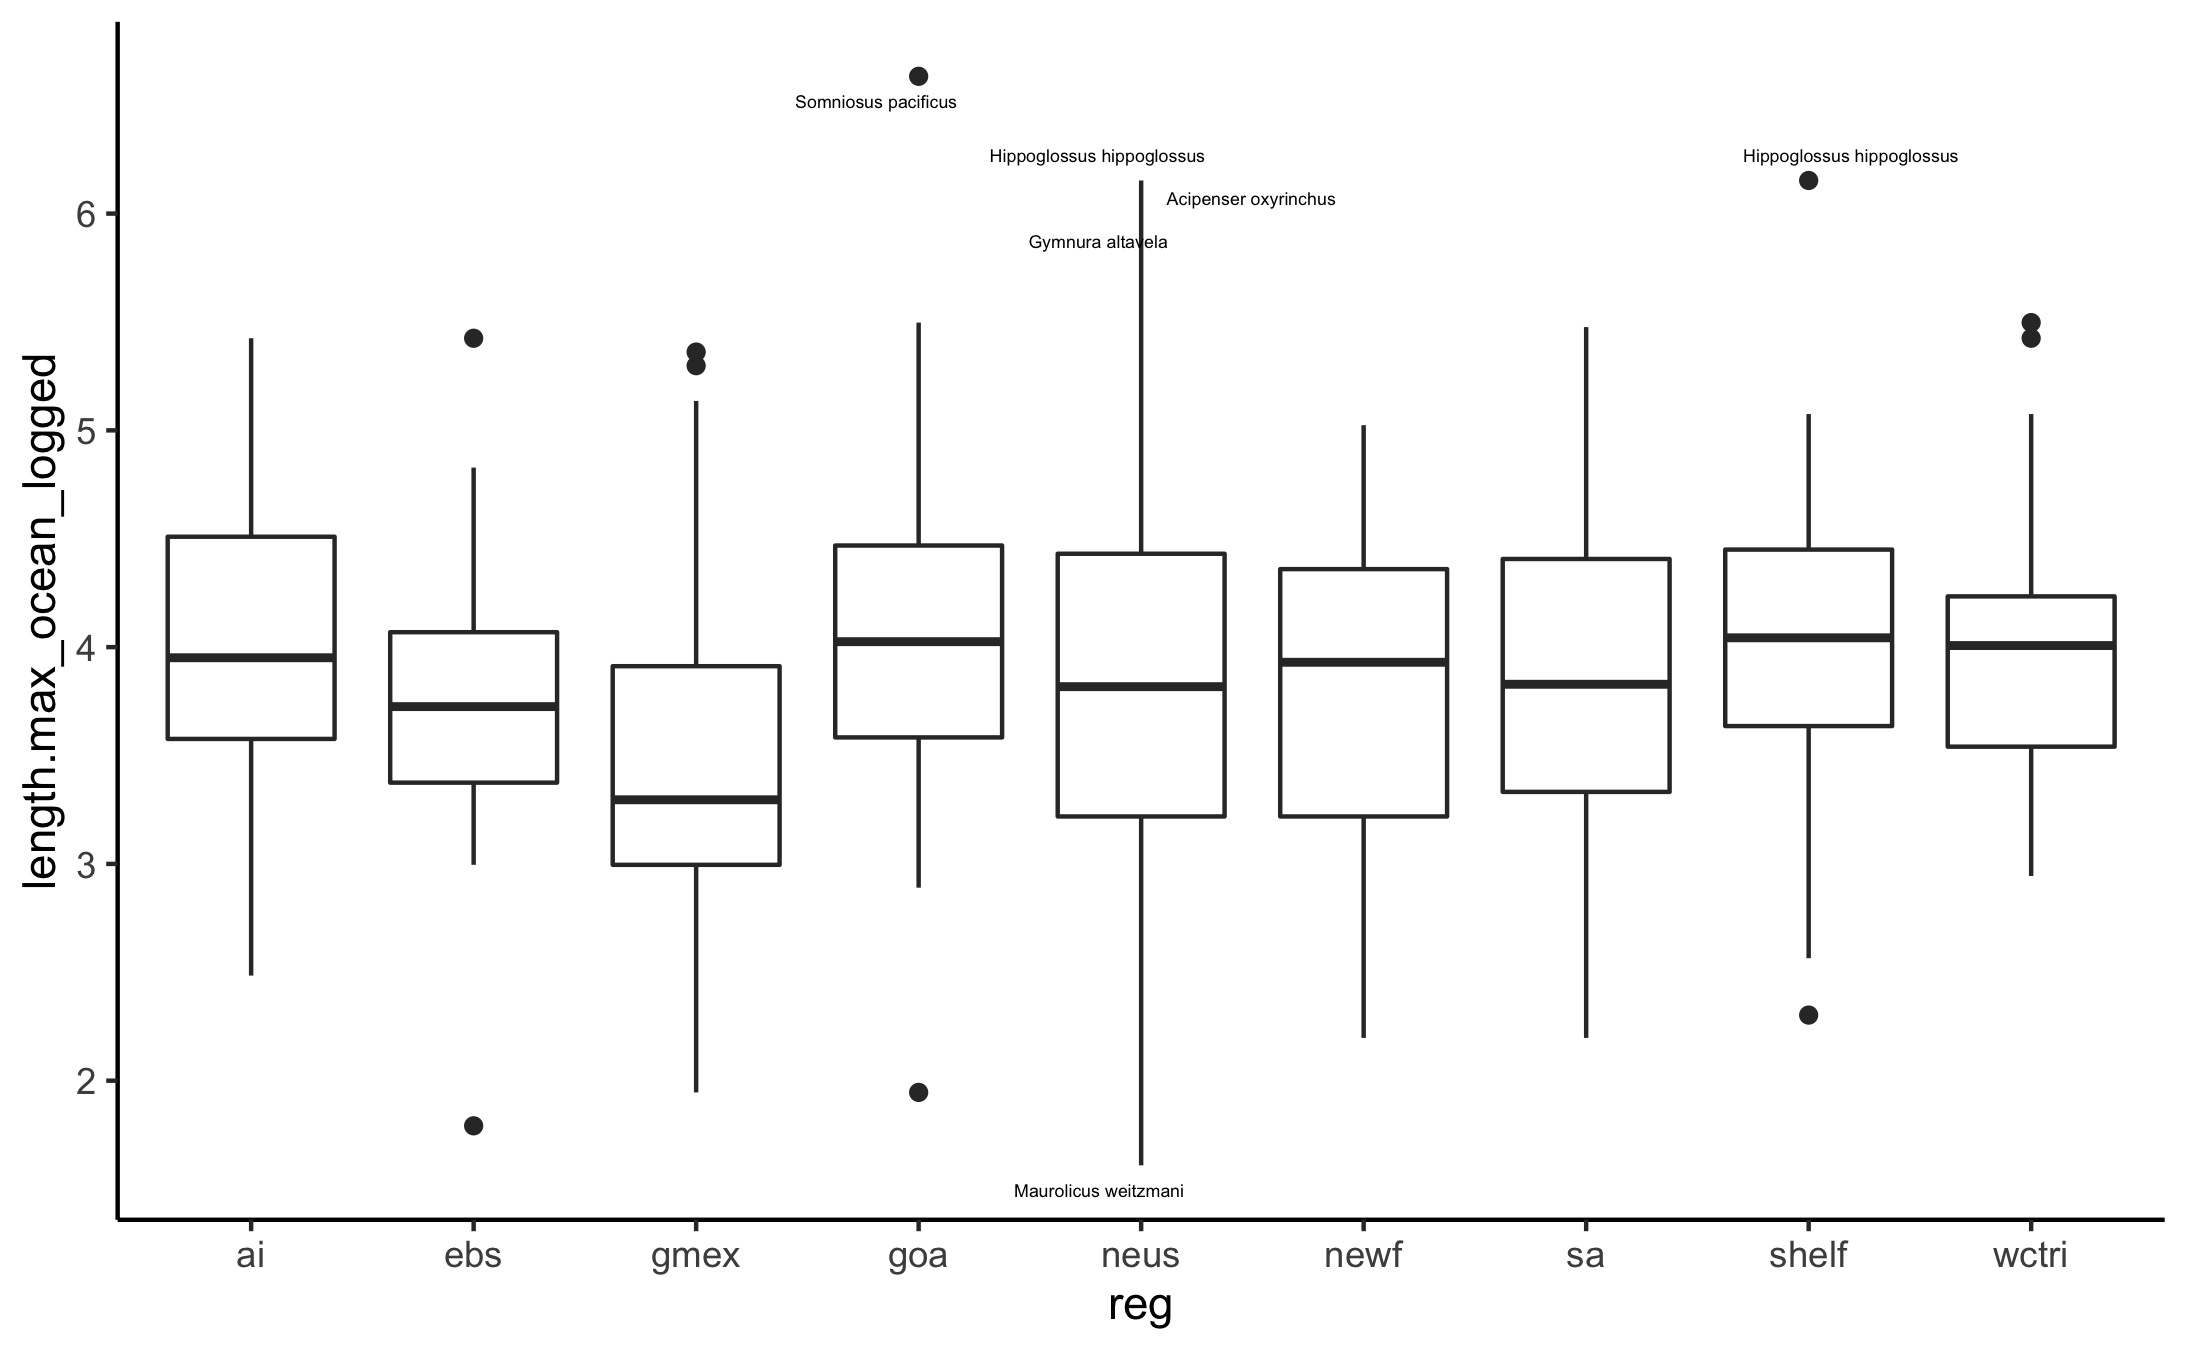 Somniosus pacificus
Hippoglossus hippoglossus
Hippoglossus hippoglossus
Acipenser oxyrinchus
Gymnura altavela
Maurolicus weitzmani
length.max_ocean_logged
6
5
4
3
2
ai ebs gmex goa neus newf sa shelf wctri
reg